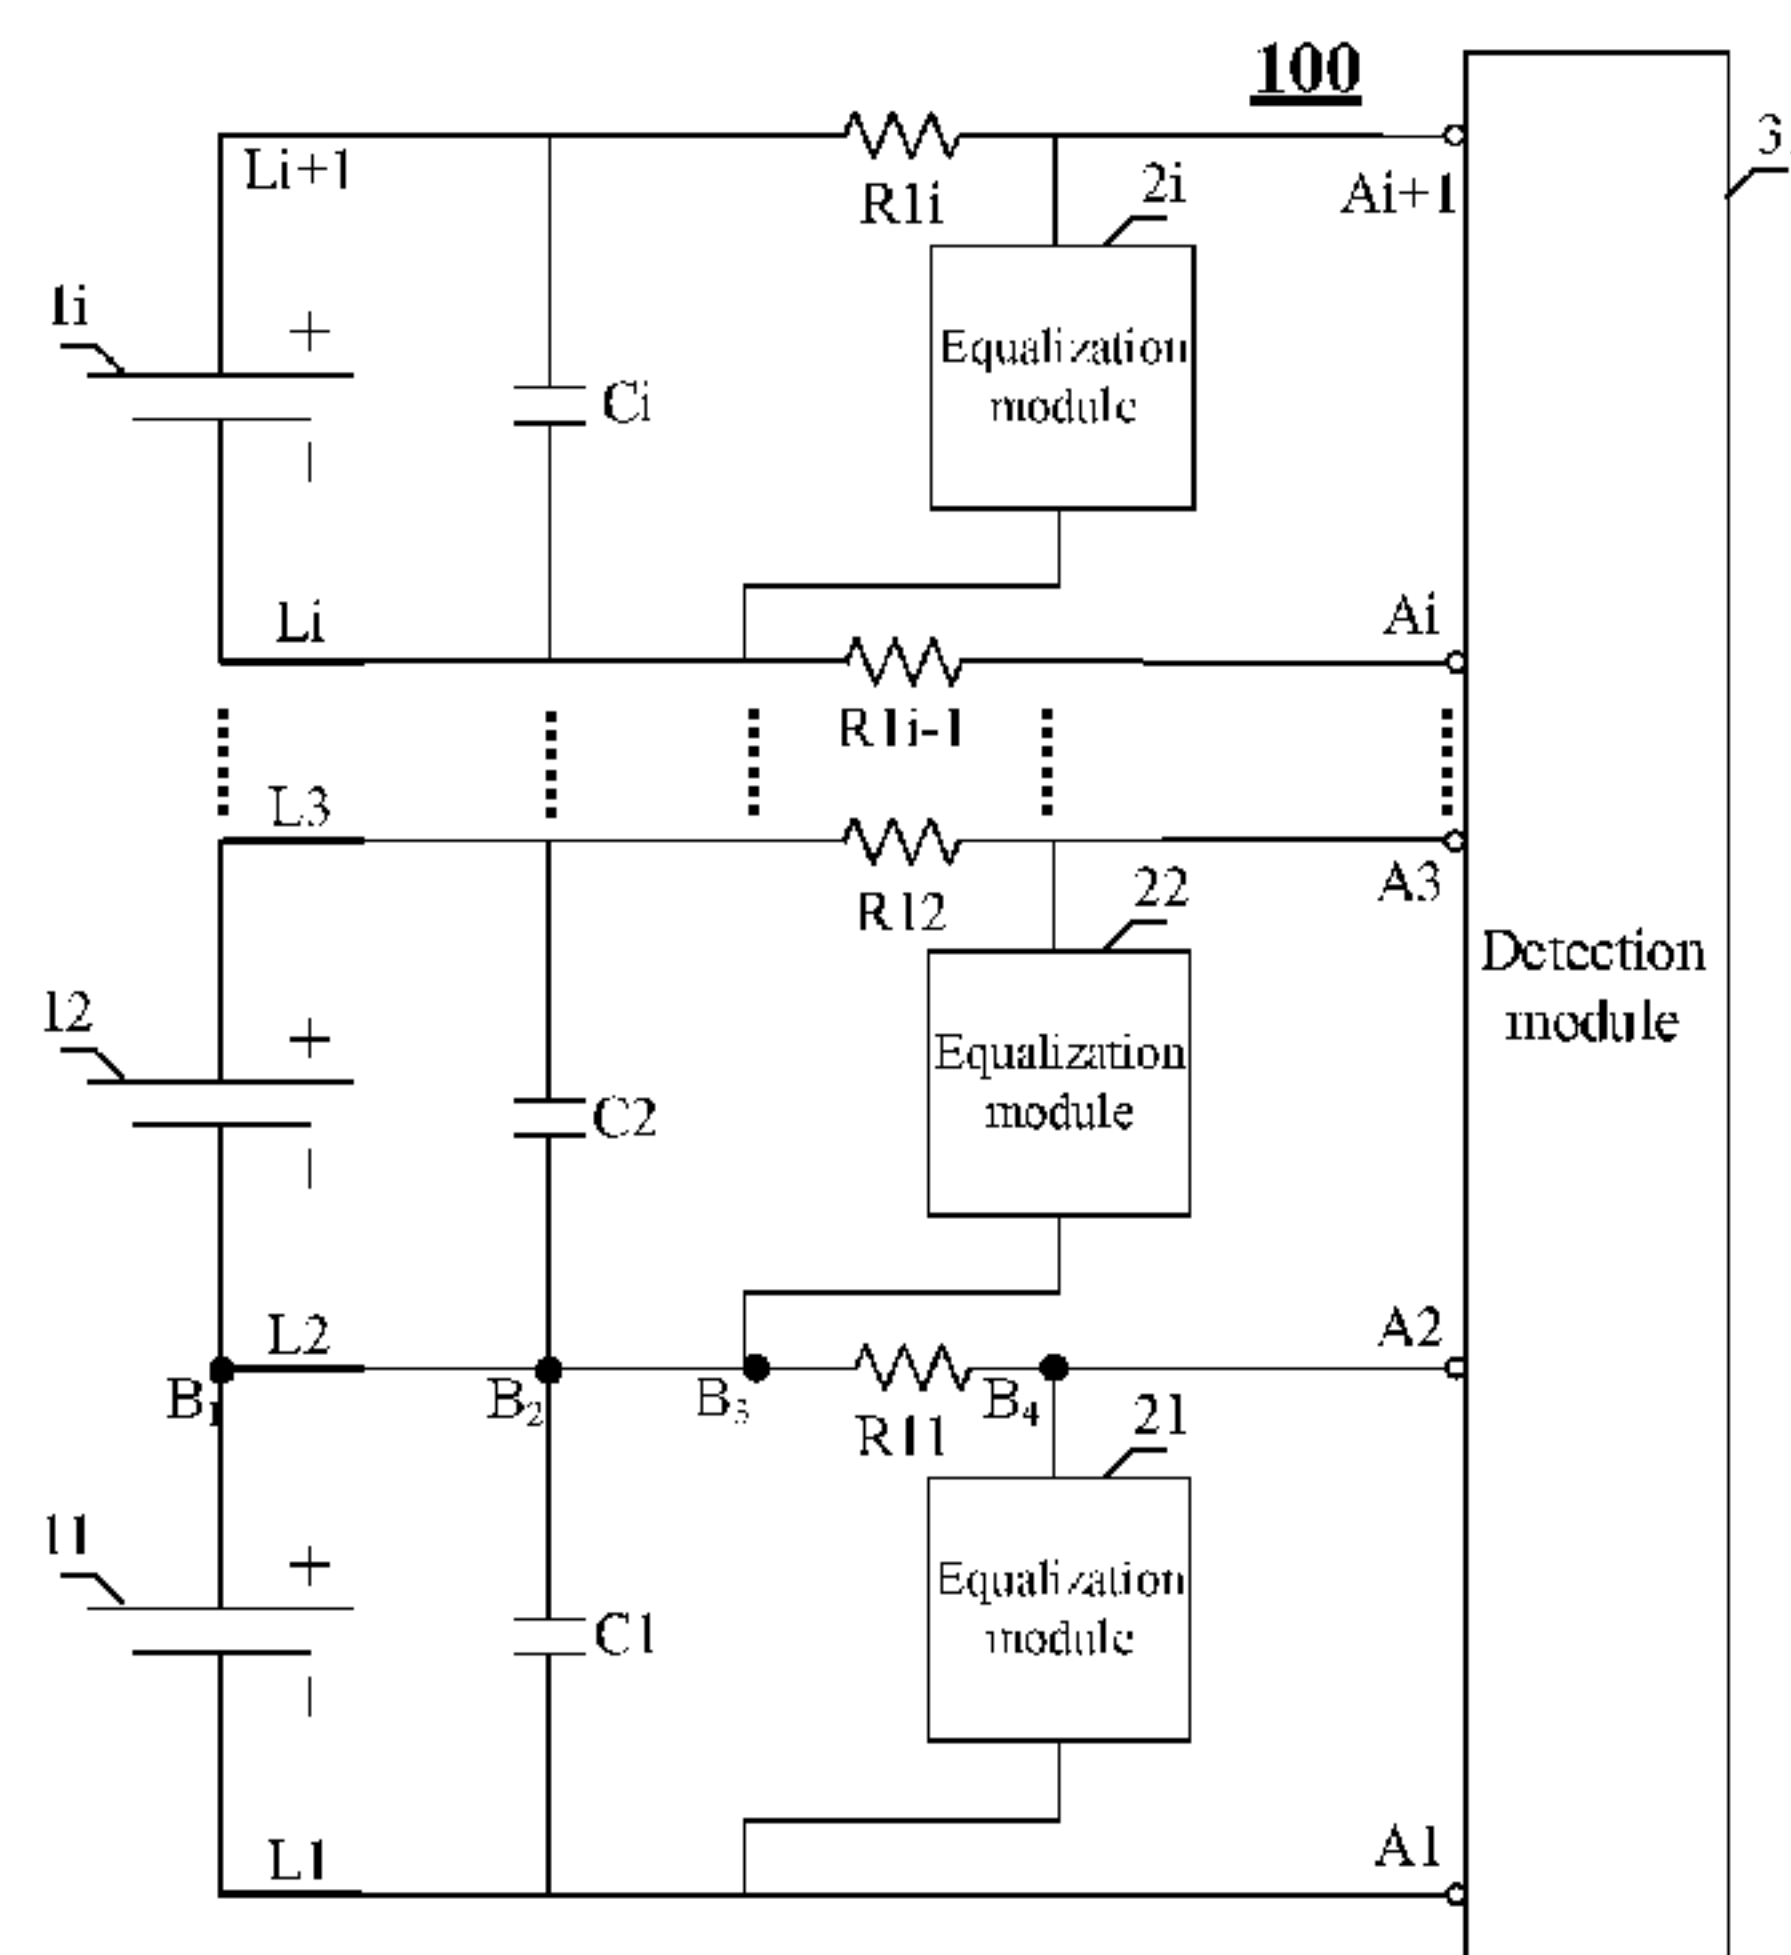 100
3
Li+1
R1i
2i
Ai+1
1i
+
Equalization
module
Ci
Li
Ai
R1i-1
L3
R12
22
A3
Detection
module
12
+
Equalization
module
C2
L2
A2
B1
B2
B3
R11
B4
21
11
+
Equalization
module
C1
L1
A1